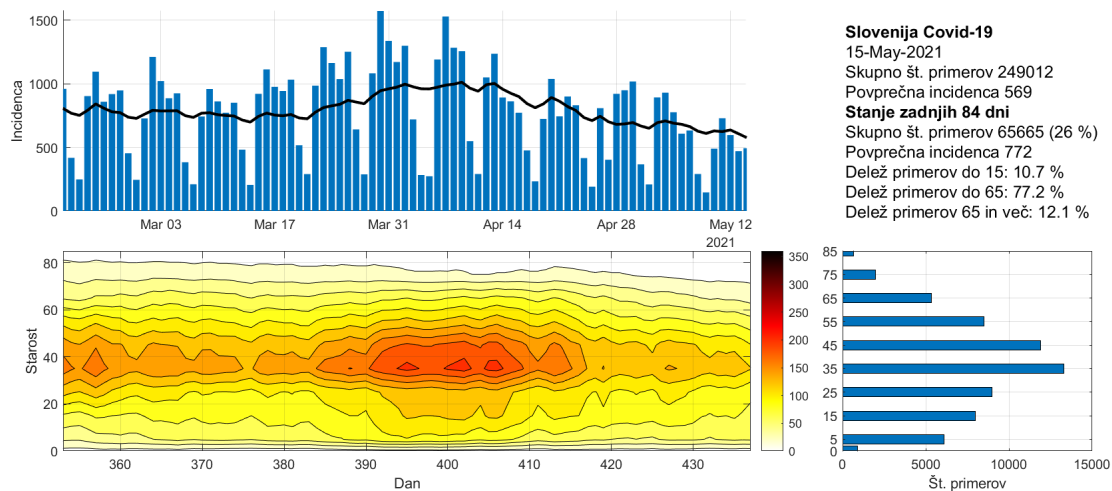 1500
1000
500
0
Incidenca
Mar 03
Mar 17
Mar 31
Apr 14
Apr 28
May 12
2021
Slovenija Covid-19
15-May-2021
Skupno št. primerov 249012
Povprečna incidenca 569
Stanje zadnjih 84 dni
Skupno št. primerov 65665 (26 %)
Povprečna incidenca 772
Delež primerov do 15: 10.7 %
Delež primerov do 65: 77.2 %
Delež primerov 65 in več: 12.1 %
80
60
40
20
0
Starost
360
370
380
390
400
410
420
430
Dan
350
300
250
200
150
100
50
0
85
75
65
55
45
35
25
15
5
0
0
5000
10000
15000
Št. primerov